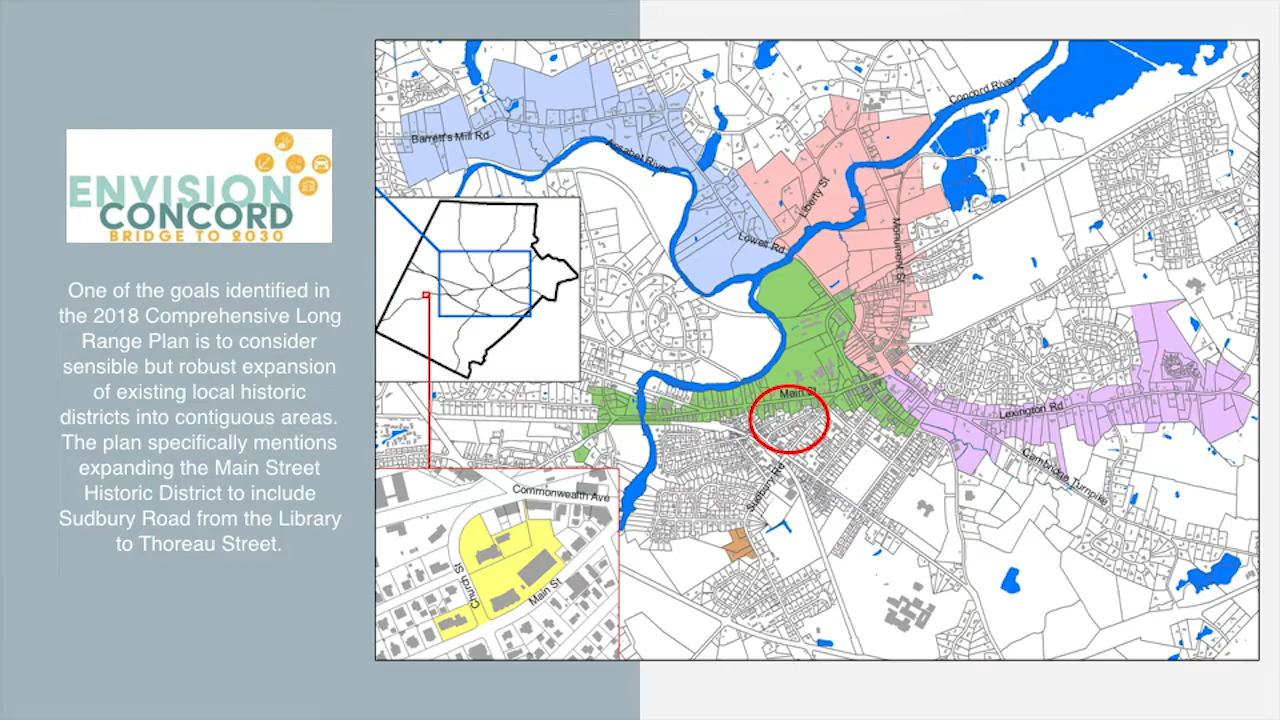 ENVISION
CONCORD
BRIDGE TO 2030
One of the goals identified in
the 2018 Comprehensive Long
Range Plan is to consider
sensible but robust expansion
of existing local historic
districts into contiguous areas.
The plan specifically mentions
expanding the Main Street
Historic District to include
Sudbury Road from the Library
to Thoreau Street.
Concord River
Barrett's Mill Rd
Assabet River
Liberty St
Lowell Rd
Monument St
Main St
Lexington Rd
Cambridge Turnpike
Sudbury Rd
Commonwealth Ave
Church St
Main St